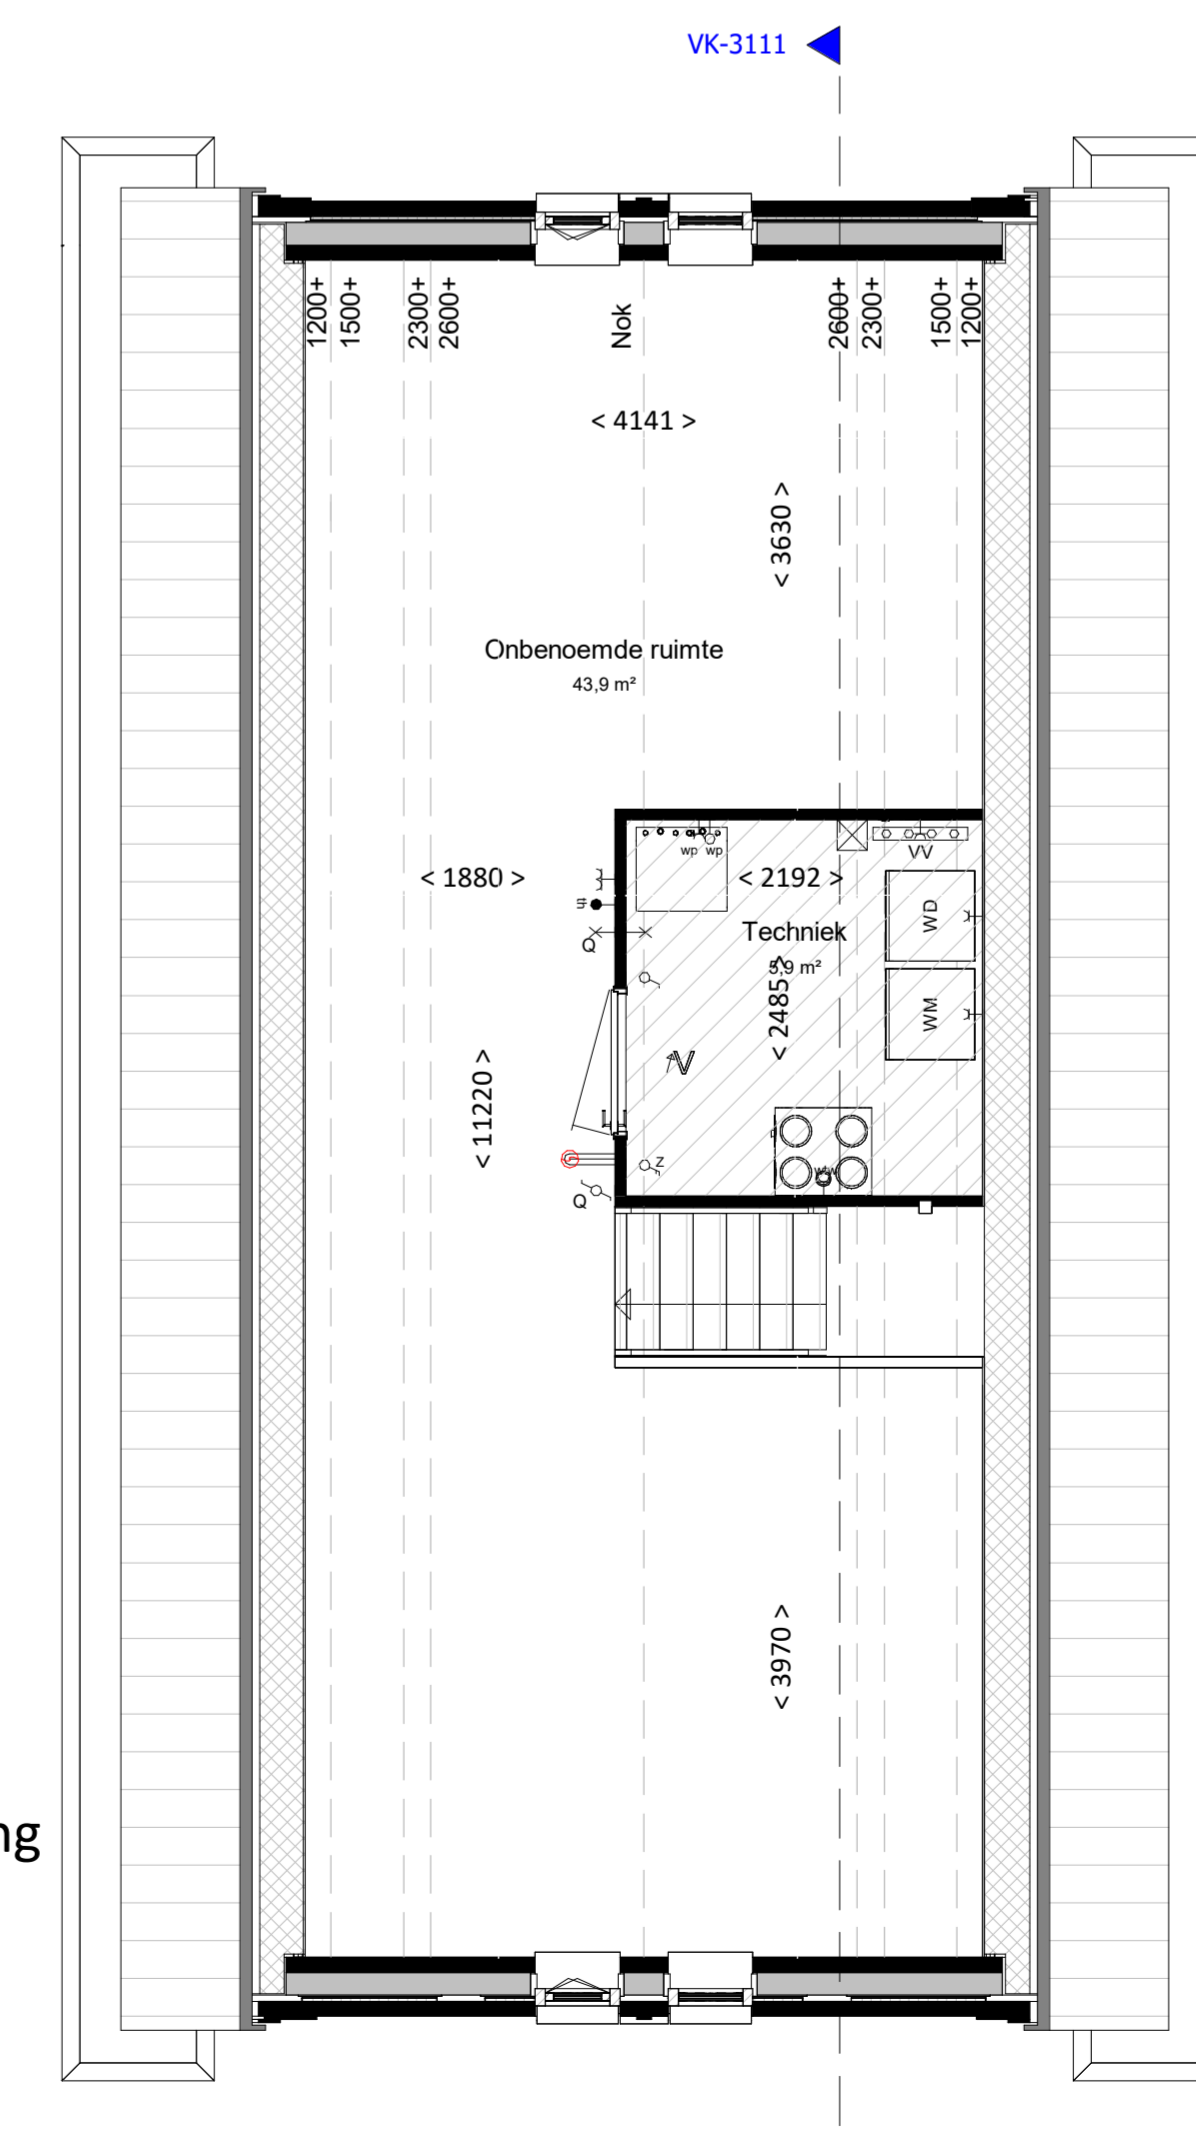 VK-3111
1200+
1500+
2300+
2600+
Nok
2600+
2300+
1500+
1200+
< 4141 >
< 3630 >
Onbenoemde ruimte
43,9 m²
wp wp
VV
< 1880 >
< 2192 >
th
WD
Techniek
Q
5,9 m²
< 2485 >
WM
V
< 11220 >
z
Q
< 3970 >
ng